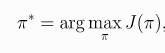 π* = arg max J(π),
π